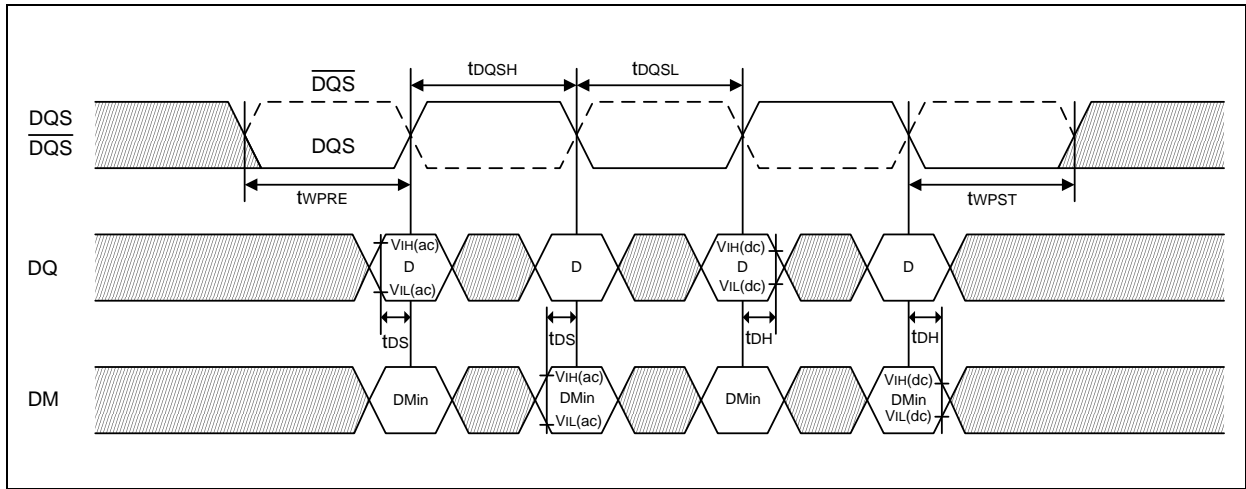 DQS tDQSH tDQSL
DQS
DQS
DQS
tWPRE
tWPST
DQ
VIH(ac)
D
VIL(ac)
D
VIH(dc)
D
VIL(dc)
D
tDS
tDS
tDH
tDH
DM
DMin
VIH(ac)
DMin
VIL(ac)
DMin
VIH(dc)
DMin
VIL(dc)